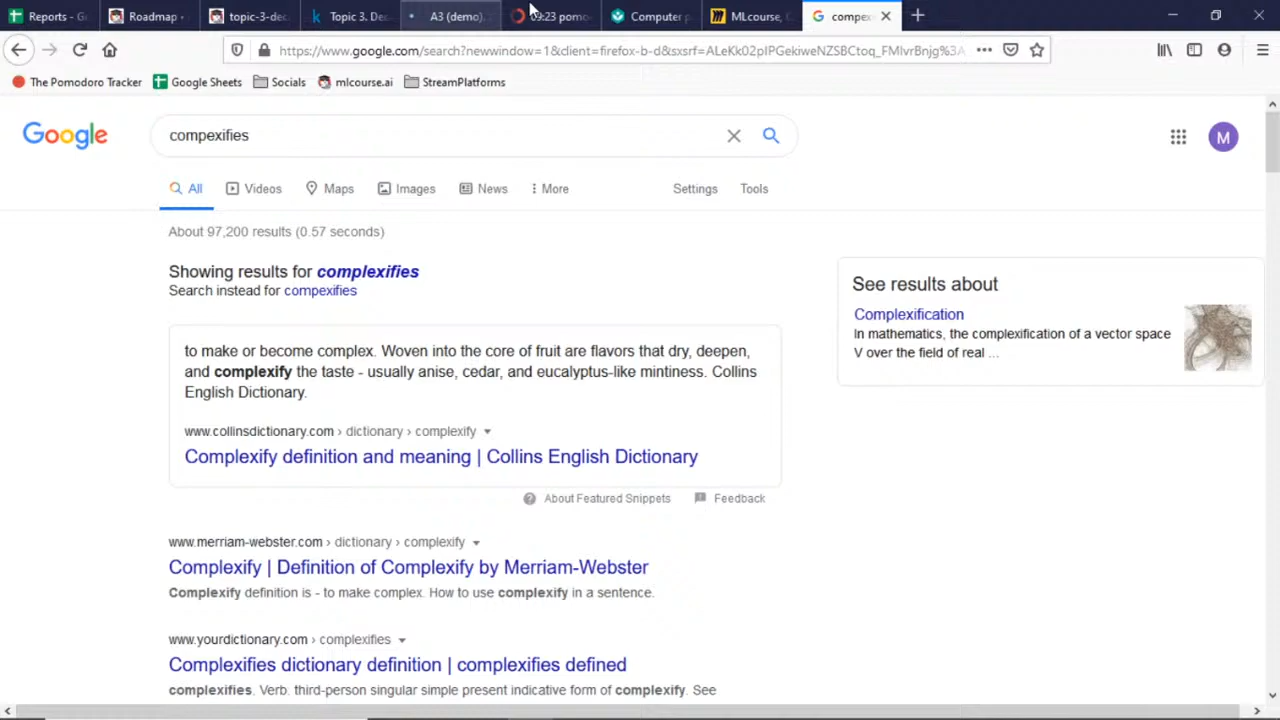 Reports - G
Roadmap
topic-3-dec
Topic 3. Dec
A3 (demo)
09:23 pomo
Computer
MLcourse,
compex
https://www.google.com/search?newwindow=1&client=firefox-b-d&sxsrf=ALeKk02pIPGekiweNZSBCtoq_FMlvrBnjg%3A
The Pomodoro Tracker
Google Sheets
Socials
mlcourse.ai
StreamPlatforms
Google
compexifies
M
All
Videos
Maps
Images
News
More
Settings
Tools
About 97,200 results (0.57 seconds)
Showing results for complexifies
Search instead for compexifies
See results about
Complexification
In mathematics, the complexification of a vector space
V over the field of real ...
to make or become complex. Woven into the core of fruit are flavors that dry, deepen,
and complexify the taste - usually anise, cedar, and eucalyptus-like mintiness. Collins
English Dictionary.
www.collinsdictionary.com › dictionary › complexify
Complexify definition and meaning | Collins English Dictionary
About Featured Snippets
Feedback
www.merriam-webster.com › dictionary › complexify
Complexify | Definition of Complexify by Merriam-Webster
Complexify definition is - to make complex. How to use complexify in a sentence.
www.yourdictionary.com › complexifies
Complexifies dictionary definition | complexifies defined
complexifies. Verb. third-person singular simple present indicative form of complexify. See